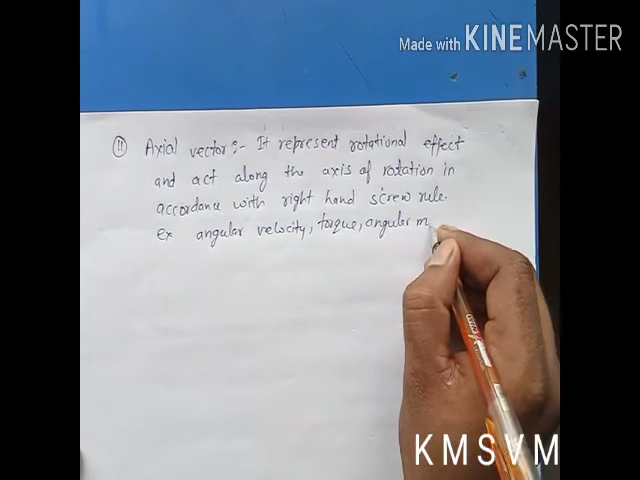 Made with KINEMASTER
(ii) Axial vector:- It represent rotational effect
and act along the axis of rotation in
accordance with right hand screw rule.
ex angular velocity, torque, angular m
KMSVM